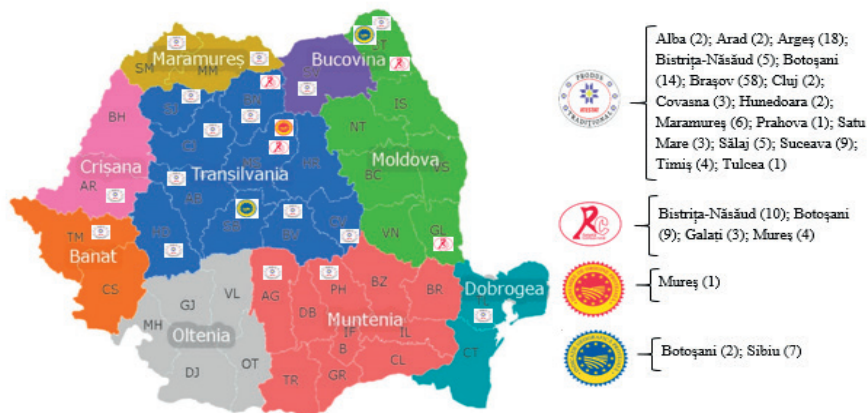 Maramureș
SM
MM
Bucovina
SV
BT
BH
SJ
BN
IS
Crișana
CJ
MS
NT
Transilvania
HR
Moldova
BC
VS
AR
AB
TM
HD
SB
BV
CV
VN
GL
Banat
CS
VL
GJ
AG
PH
BZ
BR
Dobrogea
TL
MH
DB
Oltenia
Muntenia
IF
IL
B
CT
DJ
OT
CL
TR
GR
PRODUS
TRADIȚIONAL
Alba (2); Arad (2); Argeș (18);
Bistrița-Năsăud (5); Botoșani
(14); Brașov (58); Cluj (2);
Covasna (3); Hunedoara (2);
Maramureș (6); Prahova (1); Satu
Mare (3); Sălaj (5); Suceava (9);
Timiș (4); Tulcea (1)
Rc
Bistrița-Năsăud (10); Botoșani
(9); Galați (3); Mureș (4)
Mureș (1)
Botoșani (2); Sibiu (7)